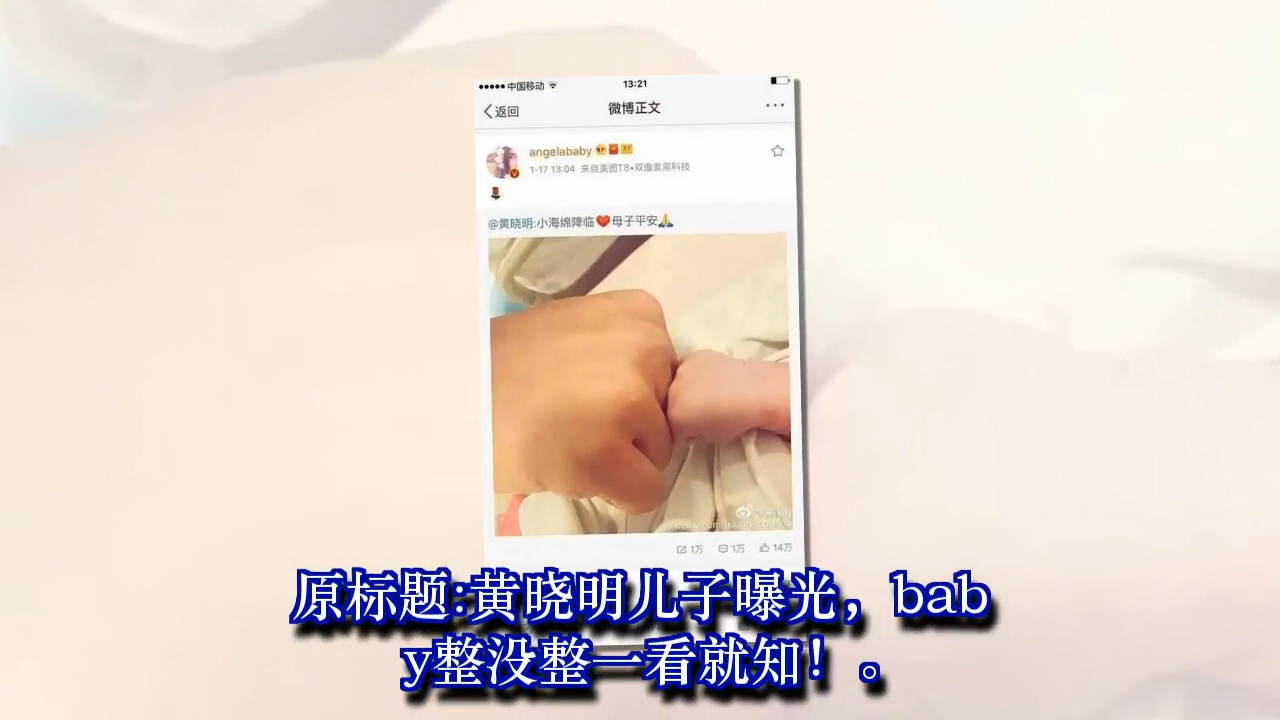 中国移动 13:21
返回 微博正文
angelababy
1-17 13:04 来自美图T8•双像素黑科技
@黄晓明:小海绵降临❤母子平安🙏
1万 1万 14万
原标题:黄晓明儿子曝光，bab
y整没整一看就知！。